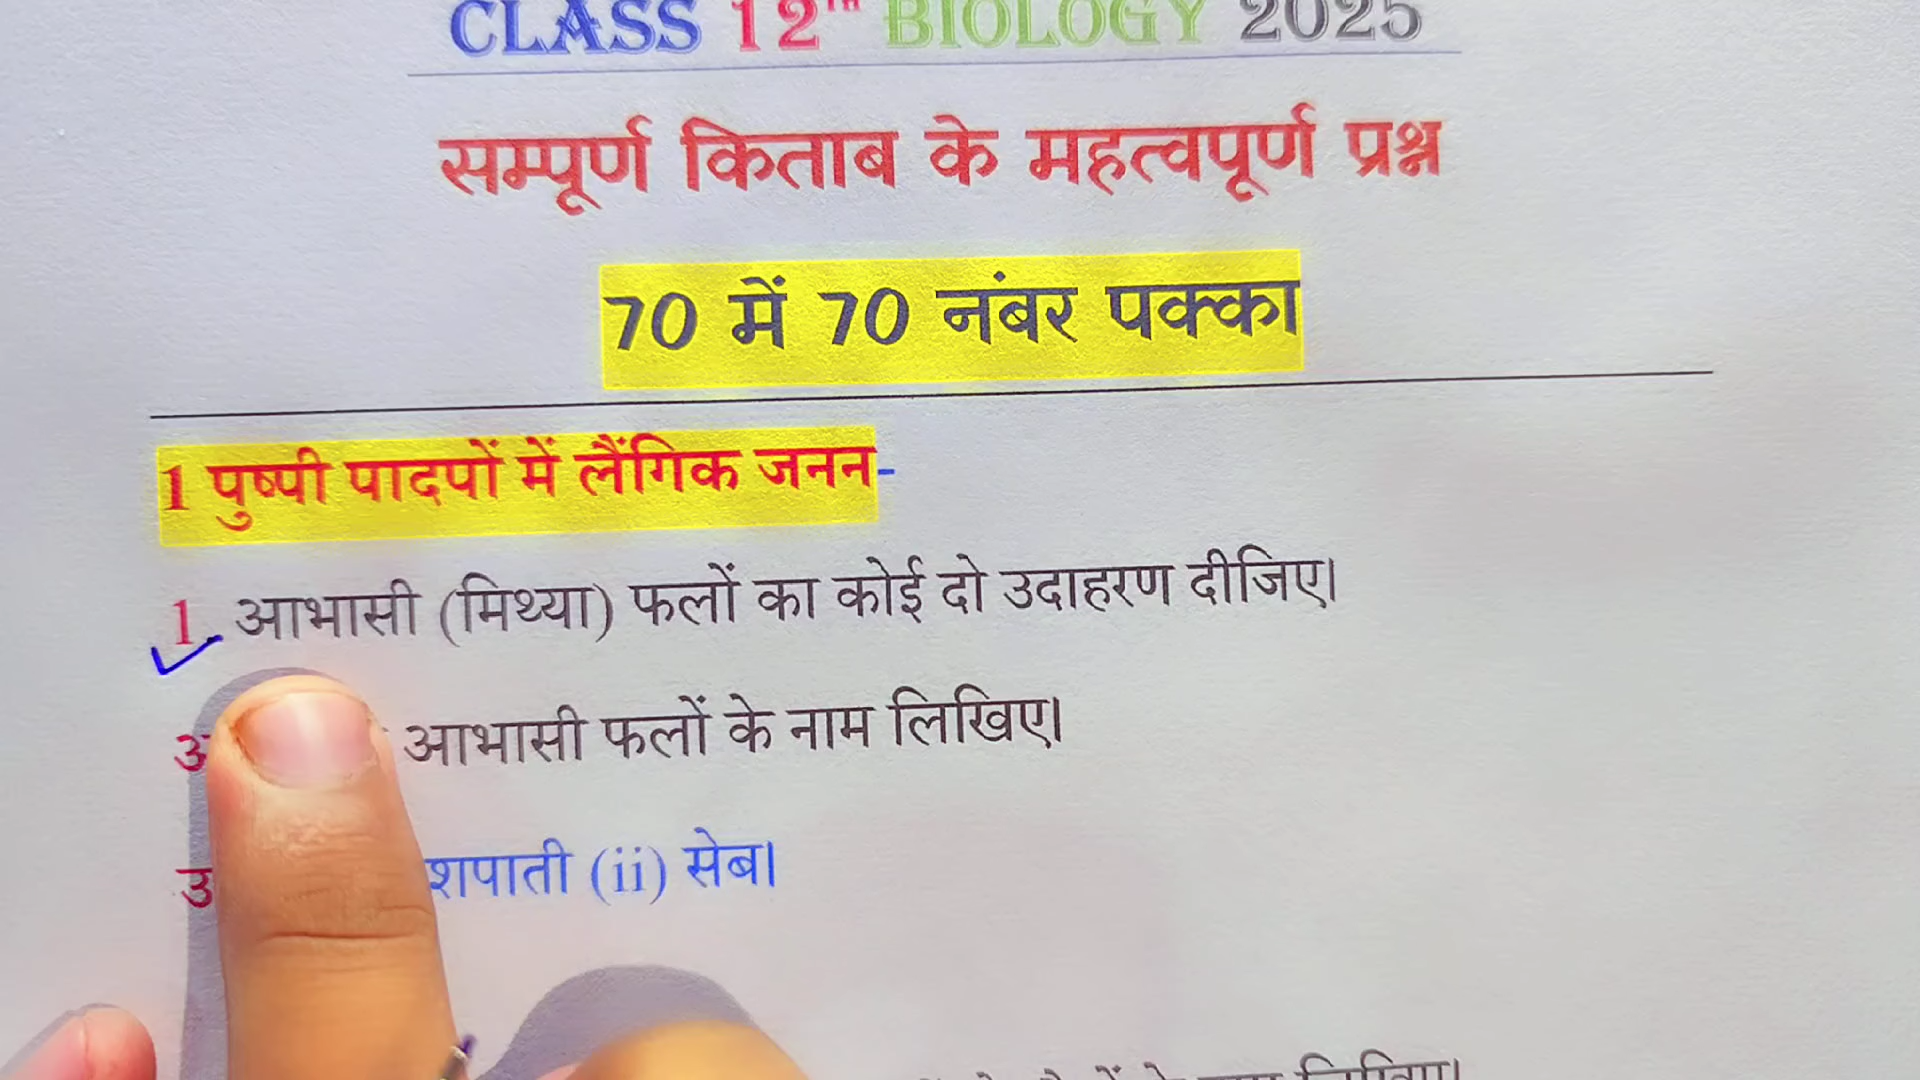 CLASS 12th BIOLOGY 2025
सम्पूर्ण किताब के महत्वपूर्ण प्रश्न
70 में 70 नंबर पक्का
1 पुष्पी पादपों में लैंगिक जनन-
1. आभासी (मिथ्या) फलों का कोई दो उदाहरण दीजिए।
आभासी फलों के नाम लिखिए।
शपाती (ii) सेब।